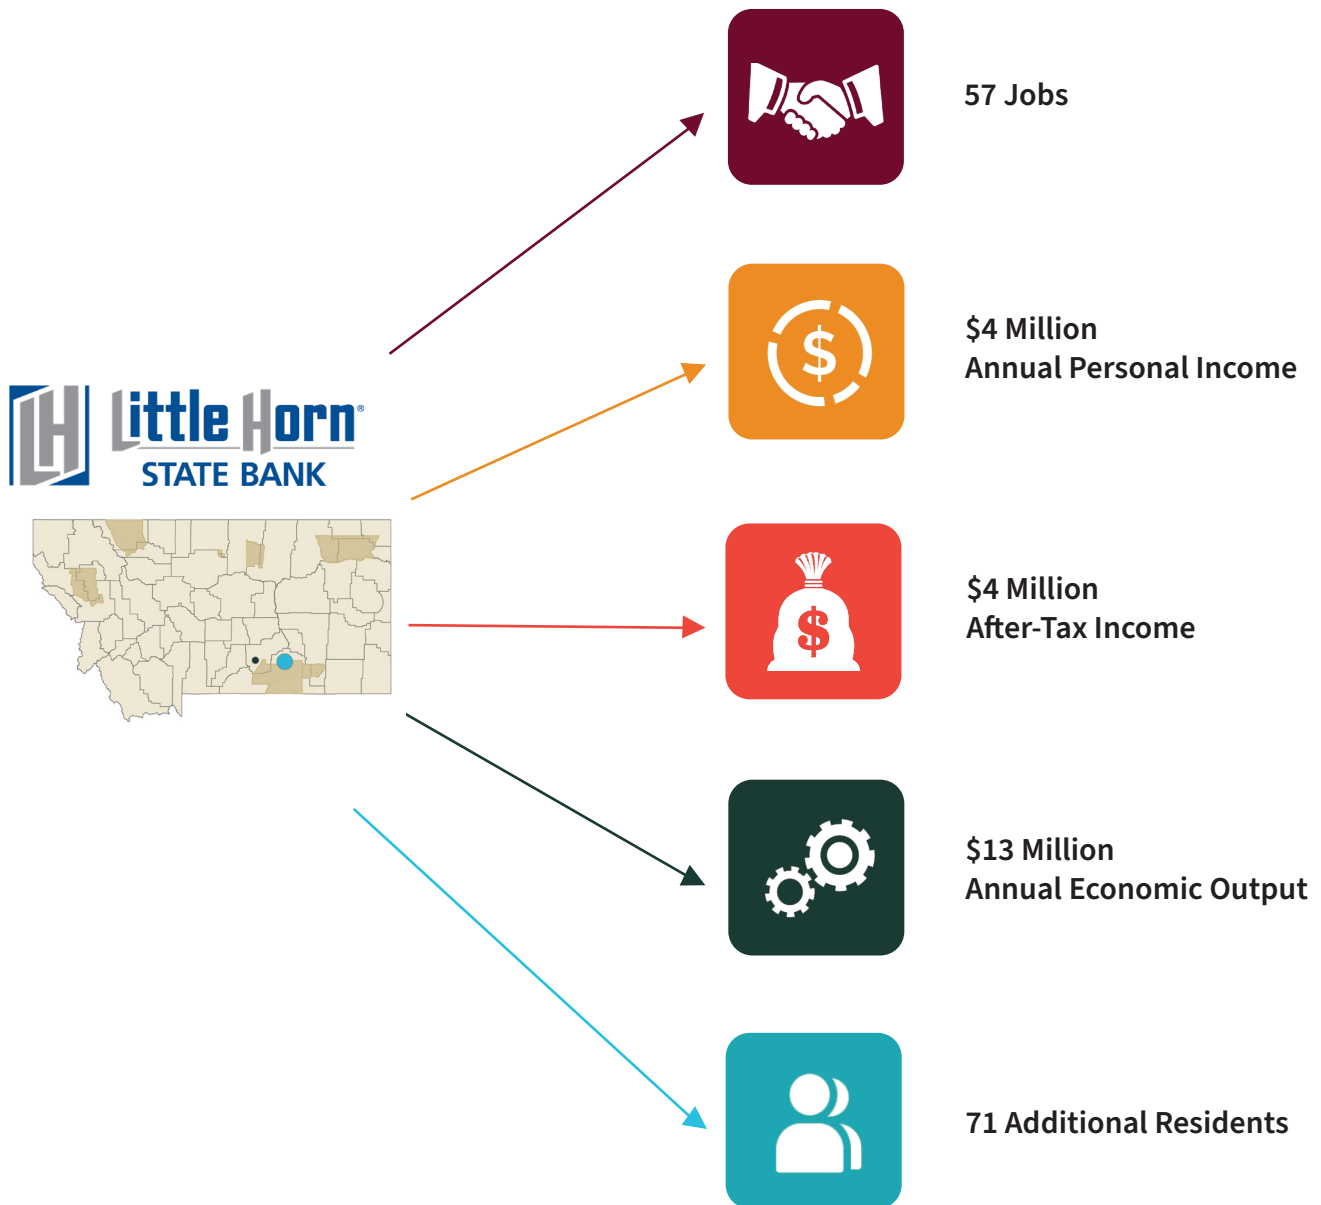 57 Jobs
$4 Million
Annual Personal Income
LH Little Horn®
STATE BANK
$4 Million
After-Tax Income
$13 Million
Annual Economic Output
71 Additional Residents
$
$